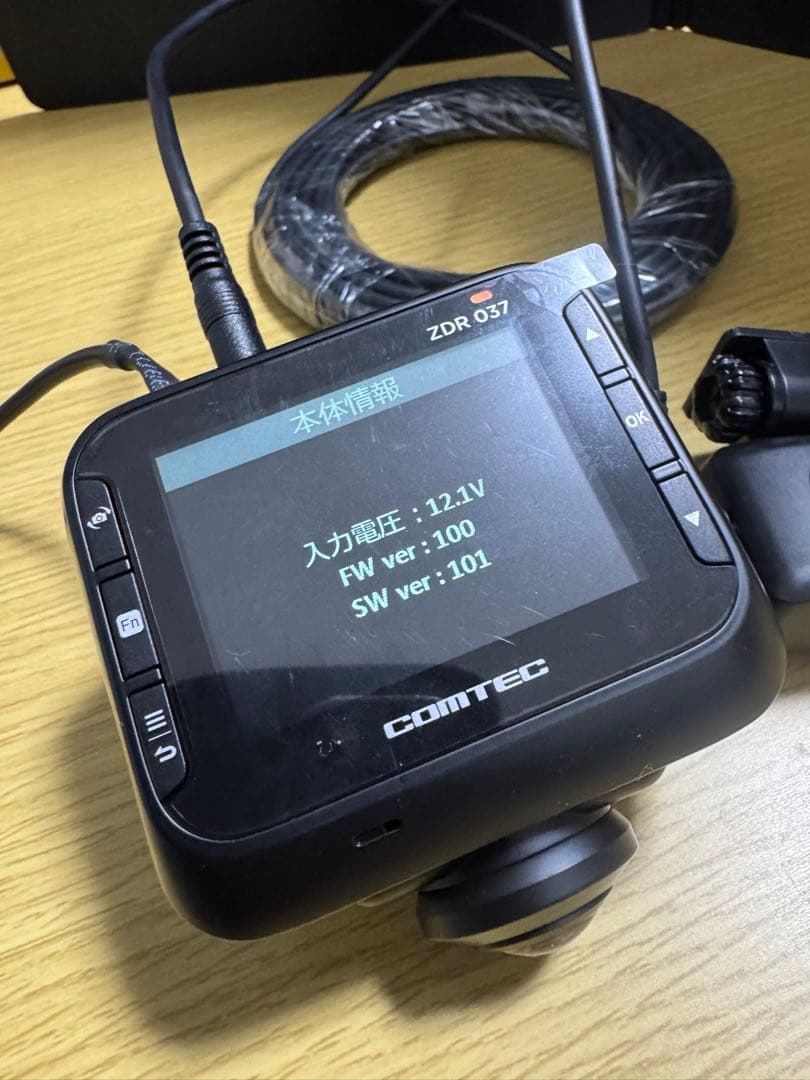 ZDR 037
本体情報
入力電圧 : 12.1V
FW ver : 100
SW ver : 101
OK
Fn
COMTEC